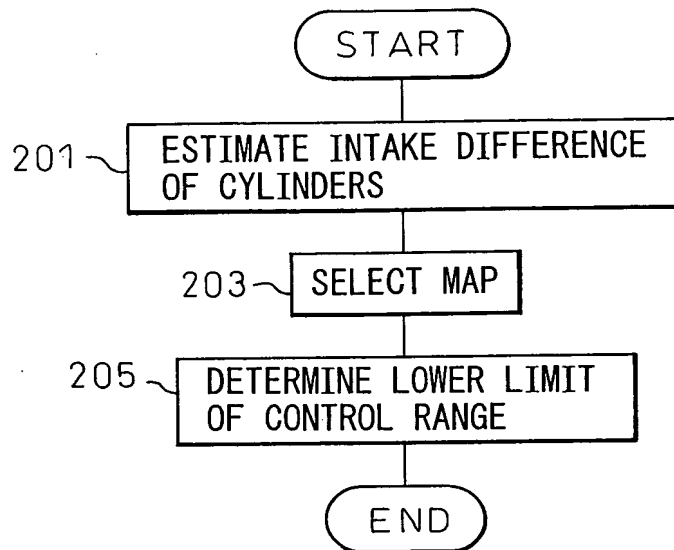 START
201
ESTIMATE INTAKE DIFFERENCE
OF CYLINDERS
203
SELECT MAP
205
DETERMINE LOWER LIMIT
OF CONTROL RANGE
END